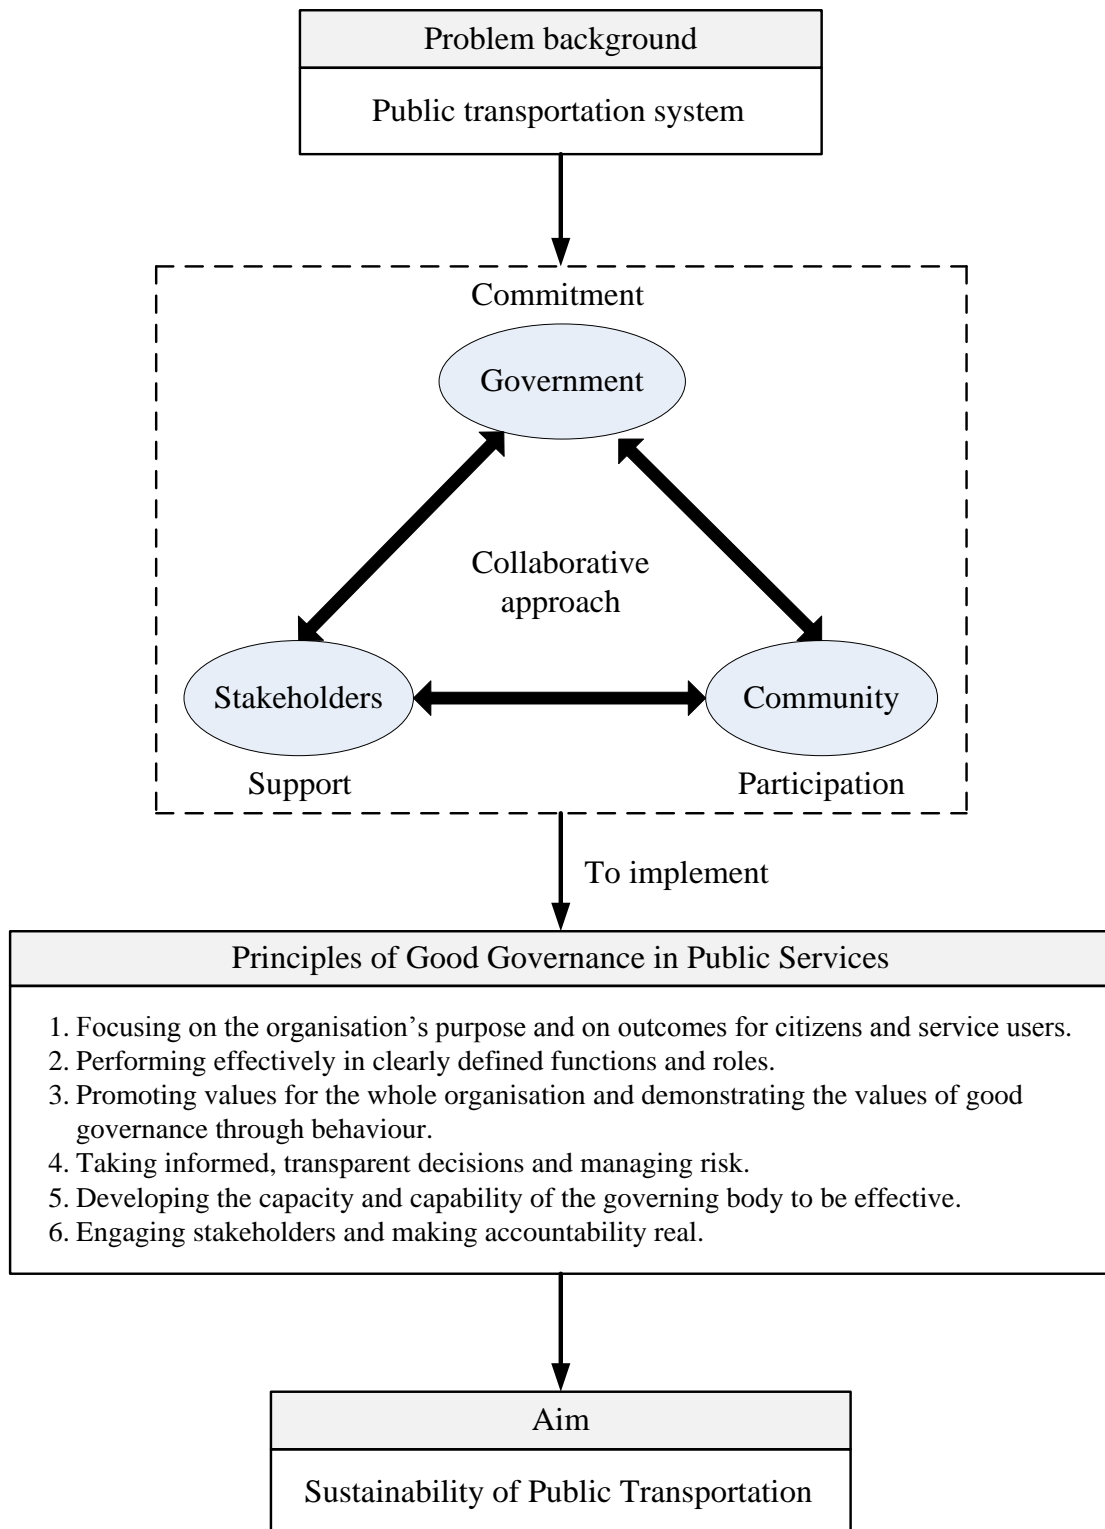 Problem background
Public transportation system
Commitment
Government
Collaborative
approach
Stakeholders
Community
Support
Participation
To implement
Principles of Good Governance in Public Services
1. Focusing on the organisation’s purpose and on outcomes for citizens and service users.
2. Performing effectively in clearly defined functions and roles.
3. Promoting values for the whole organisation and demonstrating the values of good
governance through behaviour.
4. Taking informed, transparent decisions and managing risk.
5. Developing the capacity and capability of the governing body to be effective.
6. Engaging stakeholders and making accountability real.
Aim
Sustainability of Public Transportation